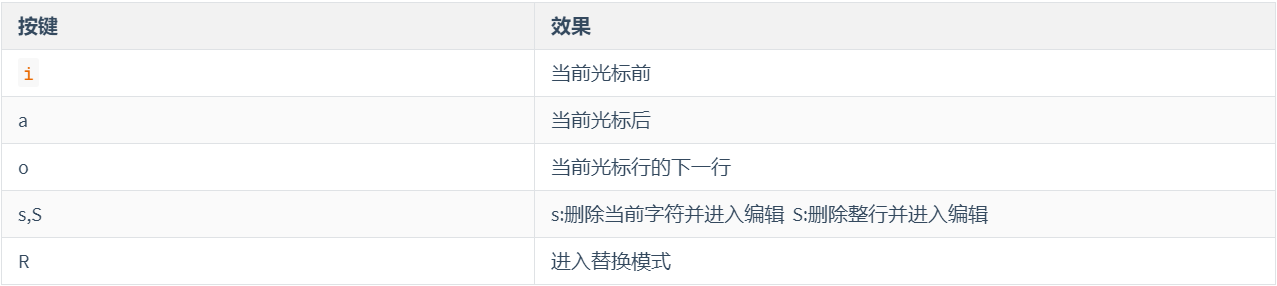 按键 效果
i 当前光标前
a 当前光标后
o 当前光标行的下一行
s,S s:删除当前字符并进入编辑 S:删除整行并进入编辑
R 进入替换模式